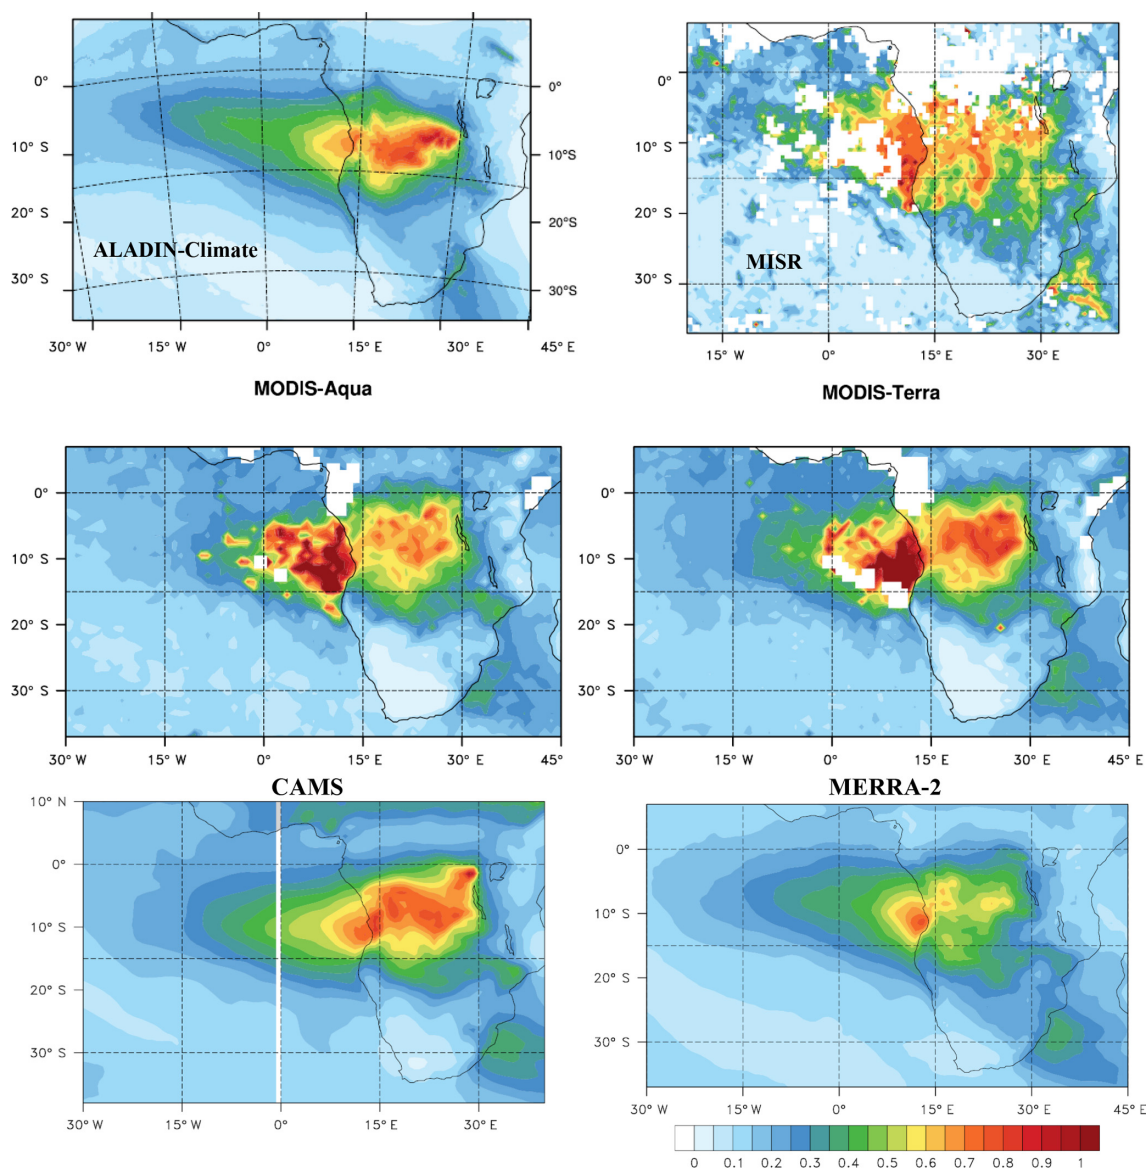 0°
10° S
20° S
30° S
0°
10°S
20°S
30°S
ALADIN-Climate
30° W
15° W
0°
15° E
30° E
45° E
0°
10° S
20° S
30° S
MISR
15° W
0°
15° E
30° E
MODIS-Aqua
MODIS-Terra
0°
10° S
20° S
30° S
30° W
15° W
0°
15° E
30° E
45° E
0°
10° S
20° S
30° S
30° W
15° W
0°
15° E
30° E
45° E
CAMS
MERRA-2
10° N
0°
10° S
20° S
30° S
30° W
15° W
0°
15° E
30° E
0°
10° S
20° S
30° S
30° W
15° W
0°
15° E
30° E
45° E
0 0.1 0.2 0.3 0.4 0.5 0.6 0.7 0.8 0.9 1